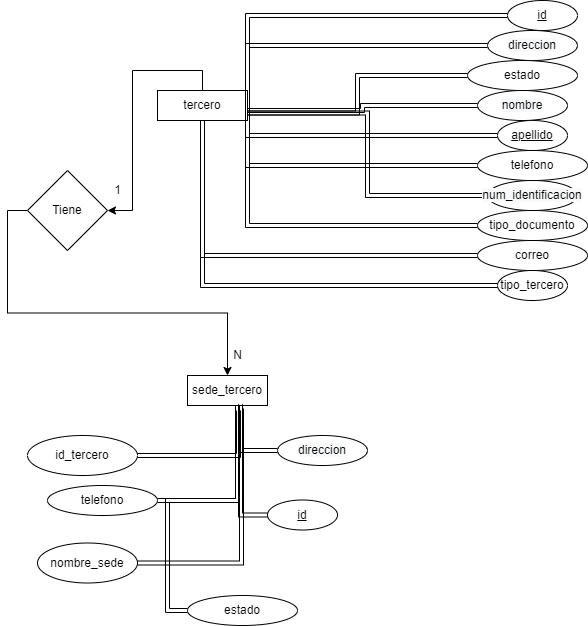 id
direccion
estado
tercero
nombre
apellido
telefono
1
num_identificacion
Tiene
tipo_documento
correo
tipo_tercero
N
sede_tercero
id_tercero
direccion
telefono
id
nombre_sede
estado